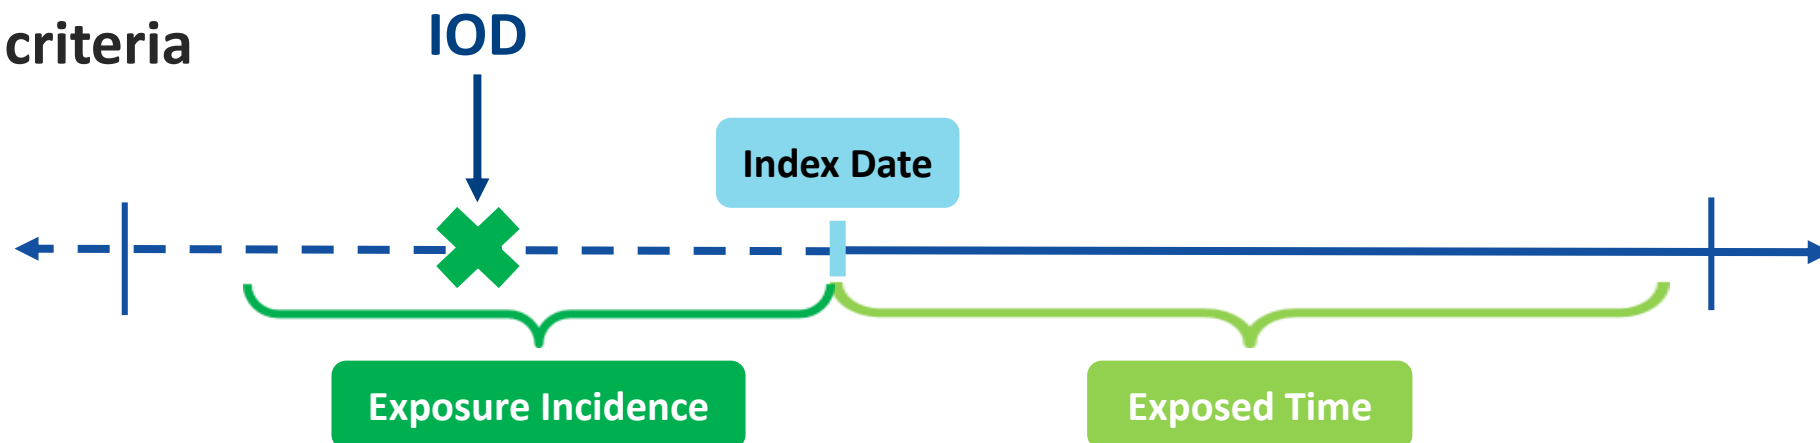 criteria
IOD
Index Date
Exposure Incidence
Exposed Time